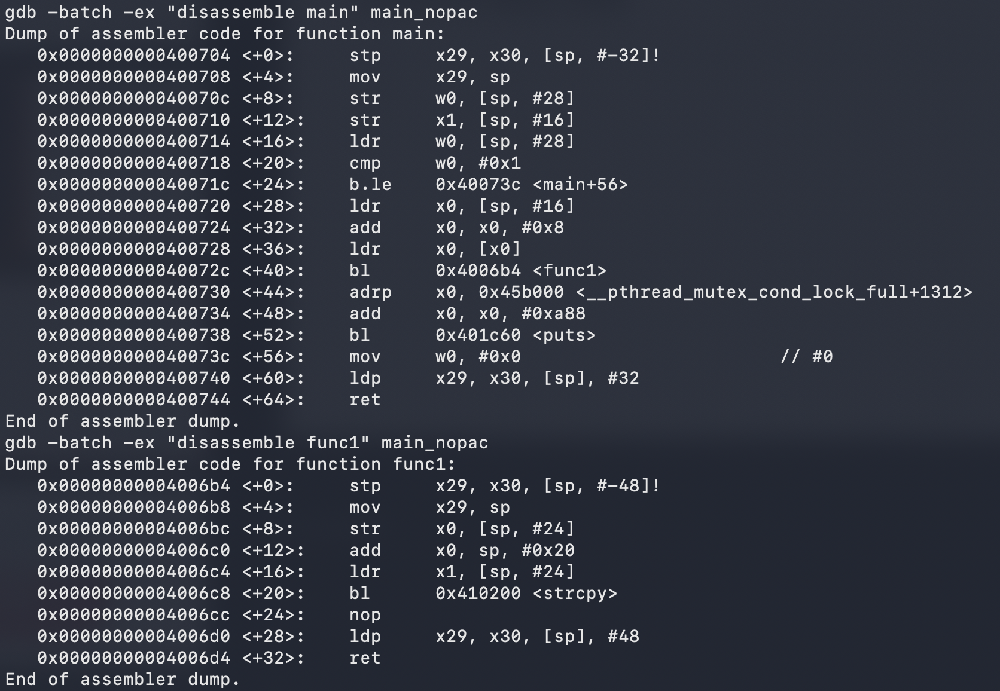 gdb -batch -ex "disassemble main" main_nopac
Dump of assembler code for function main:
   0x0000000000400704 <+0>:     stp     x29, x30, [sp, #-32]!
   0x0000000000400708 <+4>:     mov     x29, sp
   0x000000000040070c <+8>:     str     w0, [sp, #28]
   0x0000000000400710 <+12>:    str     x1, [sp, #16]
   0x0000000000400714 <+16>:    ldr     w0, [sp, #28]
   0x0000000000400718 <+20>:    cmp     w0, #0x1
   0x000000000040071c <+24>:    b.le    0x40073c <main+56>
   0x0000000000400720 <+28>:    ldr     x0, [sp, #16]
   0x0000000000400724 <+32>:    add     x0, x0, #0x8
   0x0000000000400728 <+36>:    ldr     x0, [x0]
   0x000000000040072c <+40>:    bl      0x4006b4 <func1>
   0x0000000000400730 <+44>:    adrp    x0, 0x45b000 <__pthread_mutex_cond_lock_full+1312>
   0x0000000000400734 <+48>:    add     x0, x0, #0xa88
   0x0000000000400738 <+52>:    bl      0x401c60 <puts>
   0x000000000040073c <+56>:    mov     w0, #0x0                        // #0
   0x0000000000400740 <+60>:    ldp     x29, x30, [sp], #32
   0x0000000000400744 <+64>:    ret
End of assembler dump.
gdb -batch -ex "disassemble func1" main_nopac
Dump of assembler code for function func1:
   0x00000000004006b4 <+0>:     stp     x29, x30, [sp, #-48]!
   0x00000000004006b8 <+4>:     mov     x29, sp
   0x00000000004006bc <+8>:     str     x0, [sp, #24]
   0x00000000004006c0 <+12>:    add     x0, sp, #0x20
   0x00000000004006c4 <+16>:    ldr     x1, [sp, #24]
   0x00000000004006c8 <+20>:    bl      0x410200 <strcpy>
   0x00000000004006cc <+24>:    nop
   0x00000000004006d0 <+28>:    ldp     x29, x30, [sp], #48
   0x00000000004006d4 <+32>:    ret
End of assembler dump.